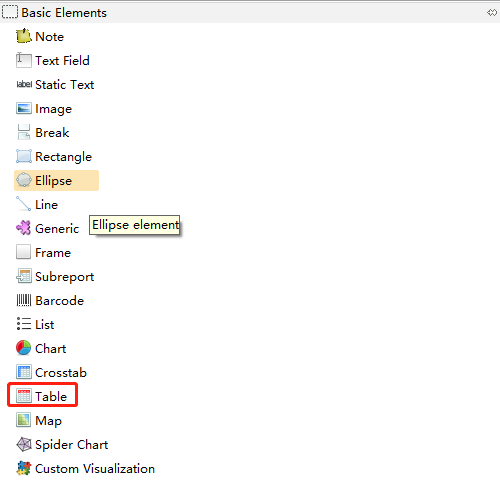 Basic Elements
Note
Text Field
label Static Text
Image
Break
Rectangle
Ellipse
Line
Ellipse element
Generic
Frame
Subreport
Barcode
List
Chart
Crosstab
Table
Map
Spider Chart
Custom Visualization